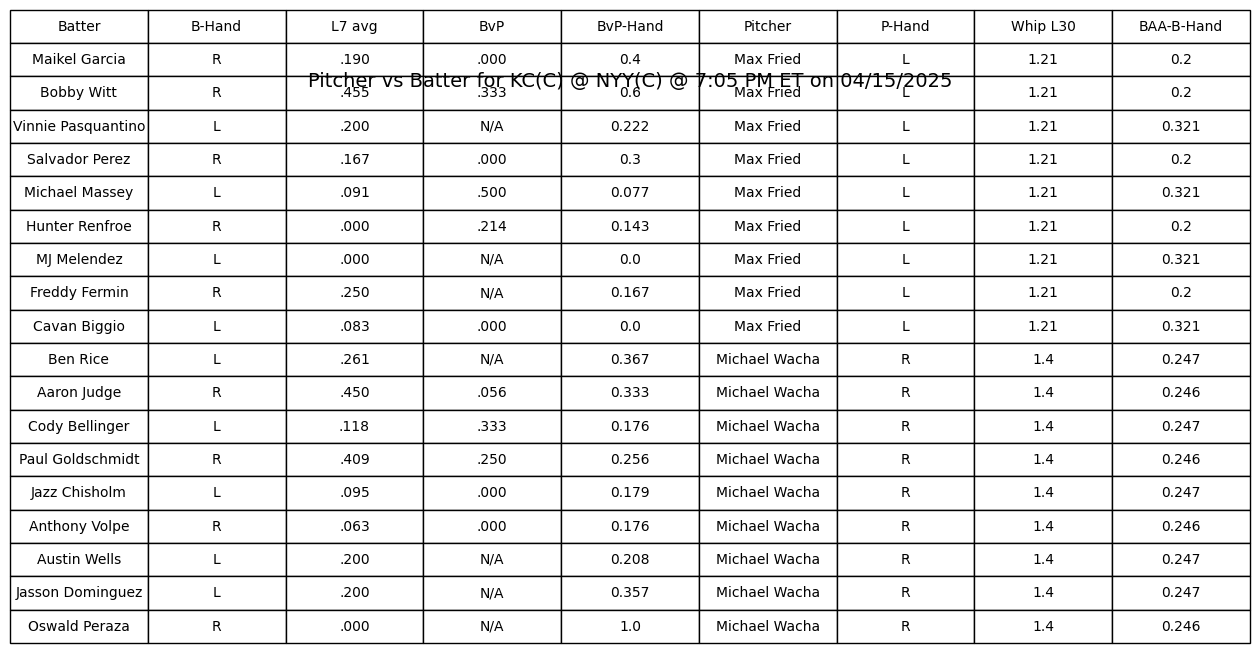 Batter B-Hand L7 avg BvP BvP-Hand Pitcher P-Hand Whip L30 BAA-B-Hand
Maikel Garcia R .190 .000 0.4 Max Fried L 1.21 0.2
Pitcher vs Batter for KC(C) @ NYY(C) @ 7:05 PM ET on 04/15/2025
Bobby Witt R .455 .333 0.6 Max Fried L 1.21 0.2
Vinnie Pasquantino L .200 N/A 0.222 Max Fried L 1.21 0.321
Salvador Perez R .167 .000 0.3 Max Fried L 1.21 0.2
Michael Massey L .091 .500 0.077 Max Fried L 1.21 0.321
Hunter Renfroe R .000 .214 0.143 Max Fried L 1.21 0.2
MJ Melendez L .000 N/A 0.0 Max Fried L 1.21 0.321
Freddy Fermin R .250 N/A 0.167 Max Fried L 1.21 0.2
Cavan Biggio L .083 .000 0.0 Max Fried L 1.21 0.321
Ben Rice L .261 N/A 0.367 Michael Wacha R 1.4 0.247
Aaron Judge R .450 .056 0.333 Michael Wacha R 1.4 0.246
Cody Bellinger L .118 .333 0.176 Michael Wacha R 1.4 0.247
Paul Goldschmidt R .409 .250 0.256 Michael Wacha R 1.4 0.246
Jazz Chisholm L .095 .000 0.179 Michael Wacha R 1.4 0.247
Anthony Volpe R .063 .000 0.176 Michael Wacha R 1.4 0.246
Austin Wells L .200 N/A 0.208 Michael Wacha R 1.4 0.247
Jasson Dominguez L .200 N/A 0.357 Michael Wacha R 1.4 0.247
Oswald Peraza R .000 N/A 1.0 Michael Wacha R 1.4 0.246